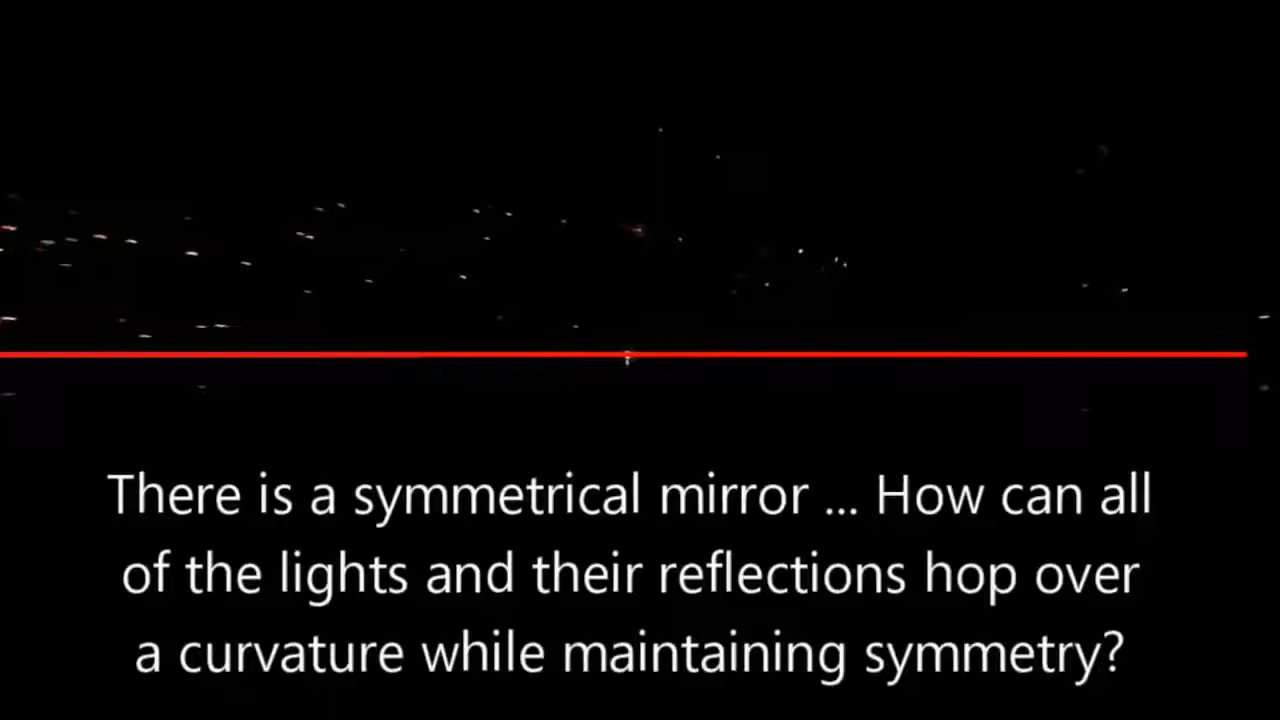 There is a symmetrical mirror ... How can all
of the lights and their reflections hop over
a curvature while maintaining symmetry?